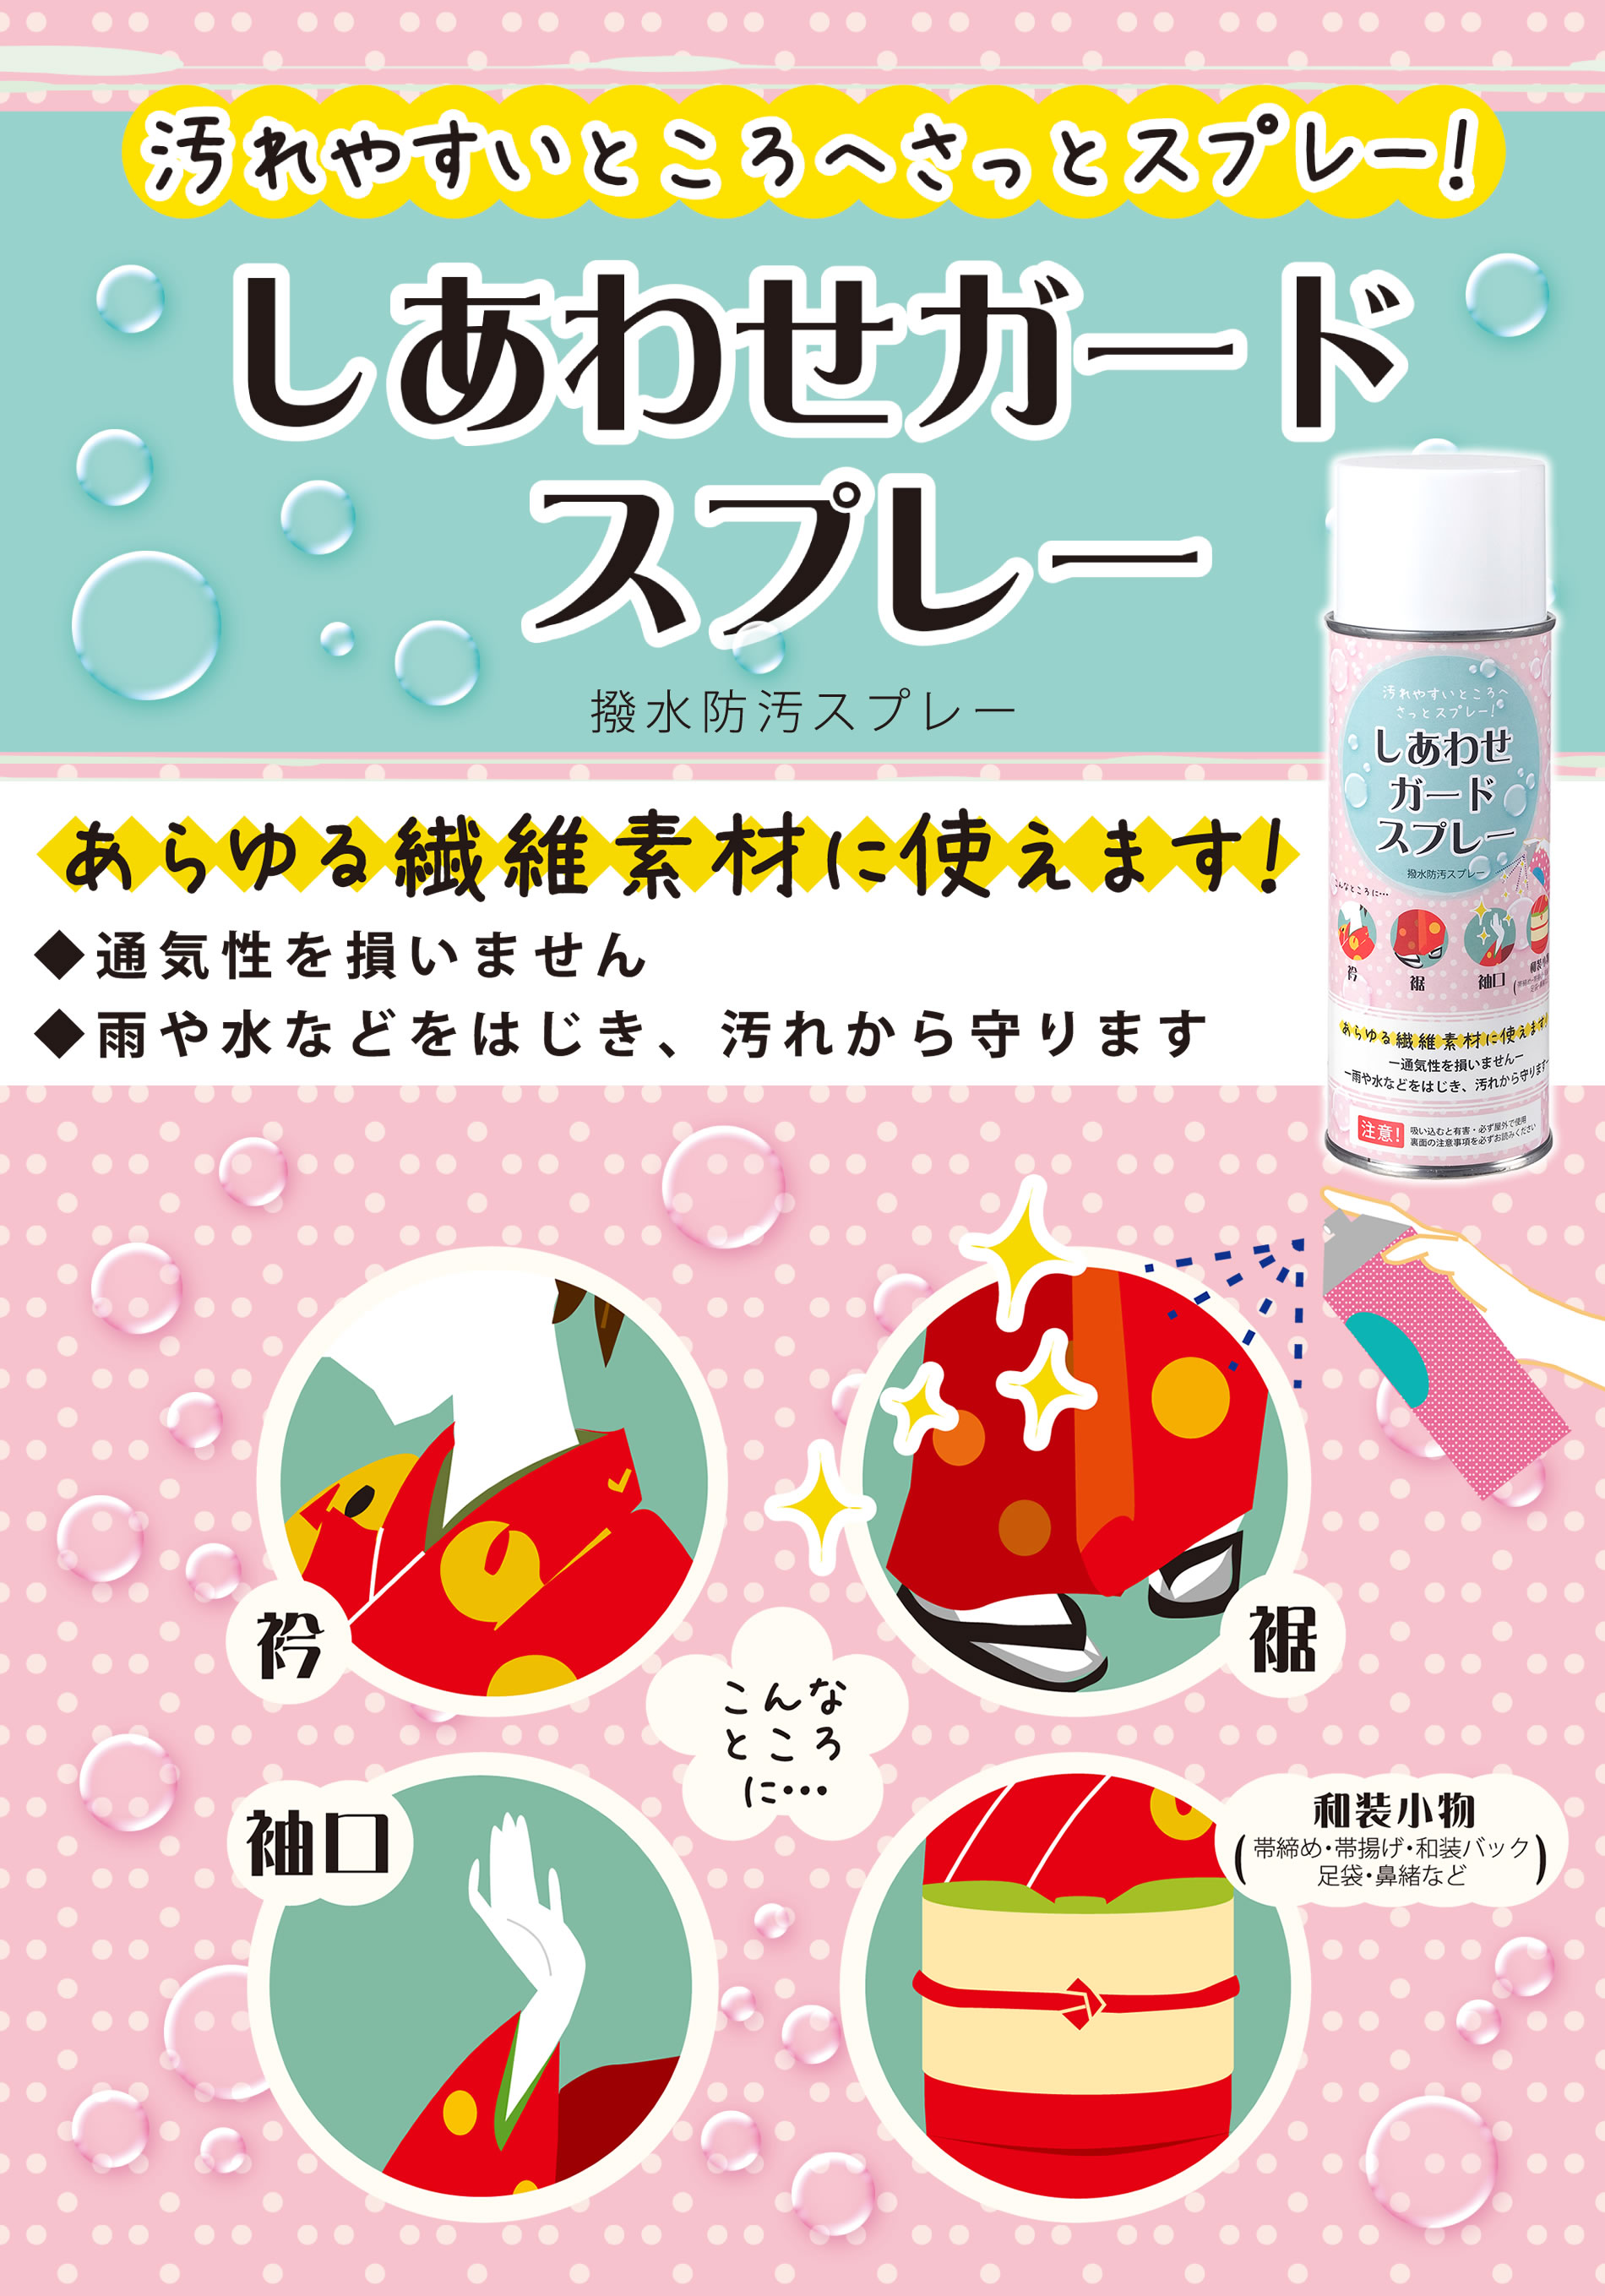 汚れやすいところへさっとスプレー!
しあわせガード
スプレー
撥水防汚スプレー
あらゆる繊維素材に使えます!
◆通気性を損いません
◆雨や水などをはじき、汚れから守ります
汚れやすいところへ
さっとスプレー!
しあわせ
ガード
スプレー
撥水防汚スプレー
こんなところに…
衿
裾
袖口
あらゆる繊維素材に使えます!
ー通気性を損いませんー
ー雨や水などをはじき、汚れから守りますー
注意!
吸い込むと有害・必ず屋外で使用
裏面の注意事項を必ずお読みください
衿
裾
こんな
ところ
に…
袖口
和装小物
(帯締め・帯揚げ・和装バック
足袋・鼻緒など)